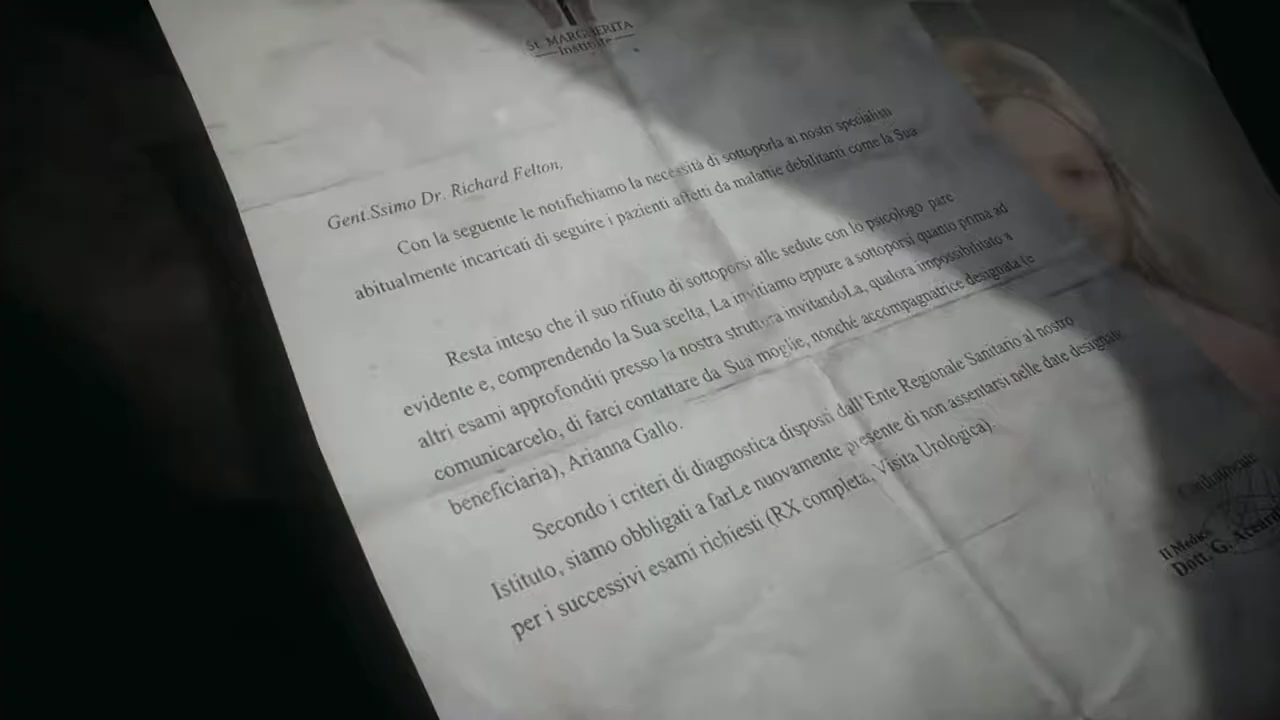 St. MARGHERITA
Institute
Gent.Ssimo Dr. Richard Felton,
Con la seguente le notifichiamo la necessità di sottoporla ai nostri specialisti
abitualmente incaricati di seguire i pazienti affetti da malattie debilitanti come la Sua
Resta inteso che il suo rifiuto di sottoporsi alle sedute con lo psicologo pare
evidente e, comprendendo la Sua scelta, La invitiamo eppure a sottoporsi quanto prima ad
altri esami approfonditi presso la nostra struttura invitandoLa, qualora impossibilitato a
comunicarcelo, di farci contattare da Sua moglie, nonché accompagnatrice designata (e
beneficiaria), Arianna Gallo.
Secondo i criteri di diagnostica disposti dall'Ente Regionale Sanitario al nostro
Istituto, siamo obbligati a farLe nuovamente presente di non assentarsi nelle date designate
per i successivi esami richiesti (RX completa, Visita Urologica).
Cordialmente
Il Medico
Dott. G.